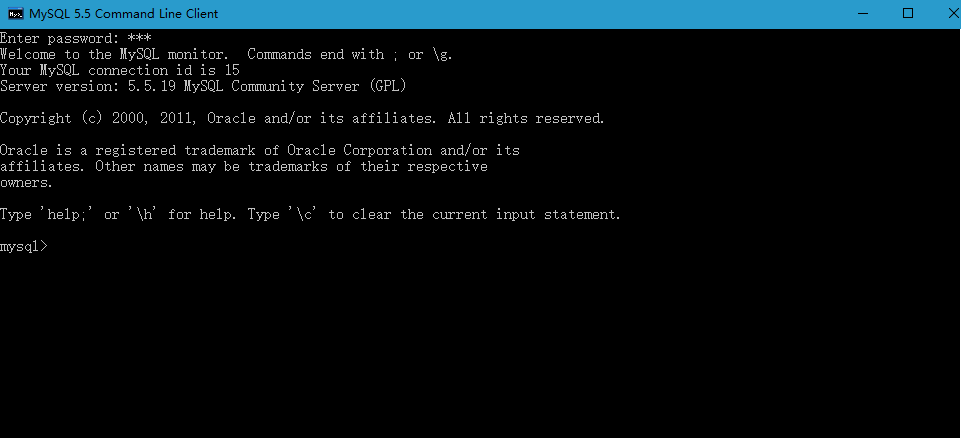 MySQL 5.5 Command Line Client
Enter password: ***
Welcome to the MySQL monitor.  Commands end with ; or \g.
Your MySQL connection id is 15
Server version: 5.5.19 MySQL Community Server (GPL)
Copyright (c) 2000, 2011, Oracle and/or its affiliates. All rights reserved.
Oracle is a registered trademark of Oracle Corporation and/or its
affiliates. Other names may be trademarks of their respective
owners.
Type 'help;' or '\h' for help. Type '\c' to clear the current input statement.
mysql>